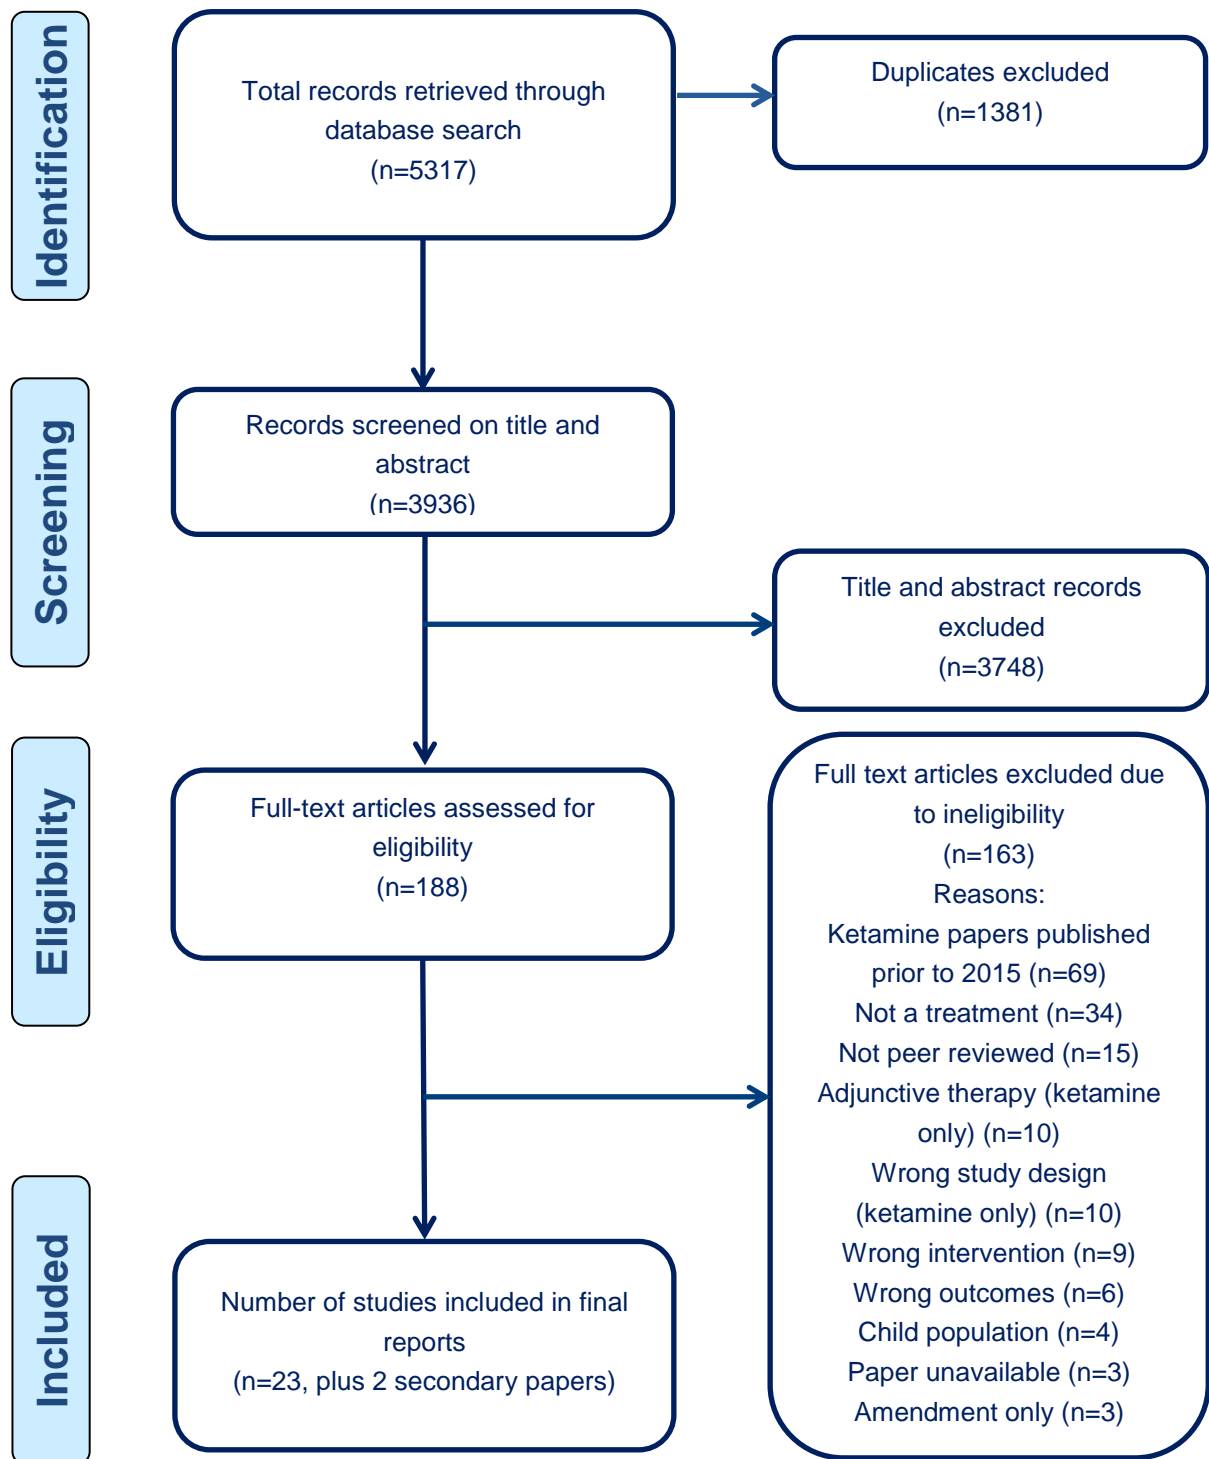 Identification
Total records retrieved through
database search
(n=5317)
Duplicates excluded
(n=1381)
Screening
Records screened on title and
abstract
(n=3936)
Title and abstract records
excluded
(n=3748)
Eligibility
Full-text articles assessed for
eligibility
(n=188)
Full text articles excluded due
to ineligibility
(n=163)
Reasons:
Ketamine papers published
prior to 2015 (n=69)
Not a treatment (n=34)
Not peer reviewed (n=15)
Adjunctive therapy (ketamine
only) (n=10)
Wrong study design
(ketamine only) (n=10)
Wrong intervention (n=9)
Wrong outcomes (n=6)
Child population (n=4)
Paper unavailable (n=3)
Amendment only (n=3)
Included
Number of studies included in final
reports
(n=23, plus 2 secondary papers)